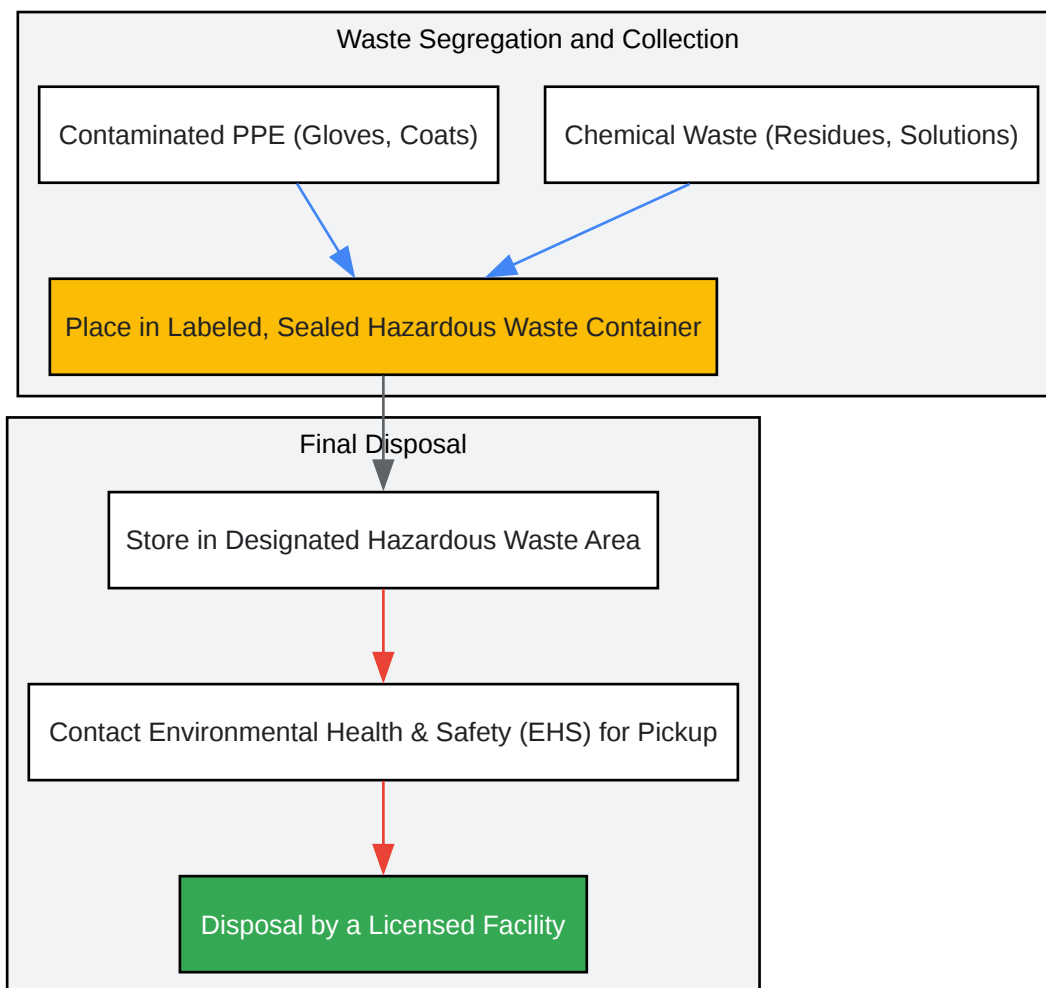 Waste Segregation and Collection
Contaminated PPE (Gloves, Coats)
Chemical Waste (Residues, Solutions)
Place in Labeled, Sealed Hazardous Waste Container
Final Disposal
Store in Designated Hazardous Waste Area
Contact Environmental Health & Safety (EHS) for Pickup
Disposal by a Licensed Facility